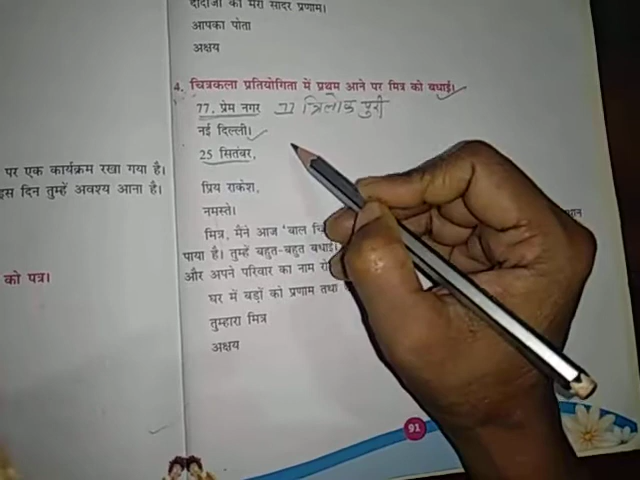 दादाजी को मेरा सादर प्रणाम।
आपका पोता
अक्षय
4. चित्रकला प्रतियोगिता में प्रथम आने पर मित्र को बधाई।
77, प्रेम नगर 77 त्रिलोक पुरी
नई दिल्ली।
25 सितंबर,
पर एक कार्यक्रम रखा गया है।
इस दिन तुम्हें अवश्य आना है।
प्रिय राकेश,
नमस्ते।
मित्र, मैंने आज 'बाल
पाया है। तुम्हें बहुत-बहुत बधाई।
और अपने परिवार का नाम
को पत्र।
घर में बड़ों को प्रणाम तथा
तुम्हारा मित्र
अक्षय
91